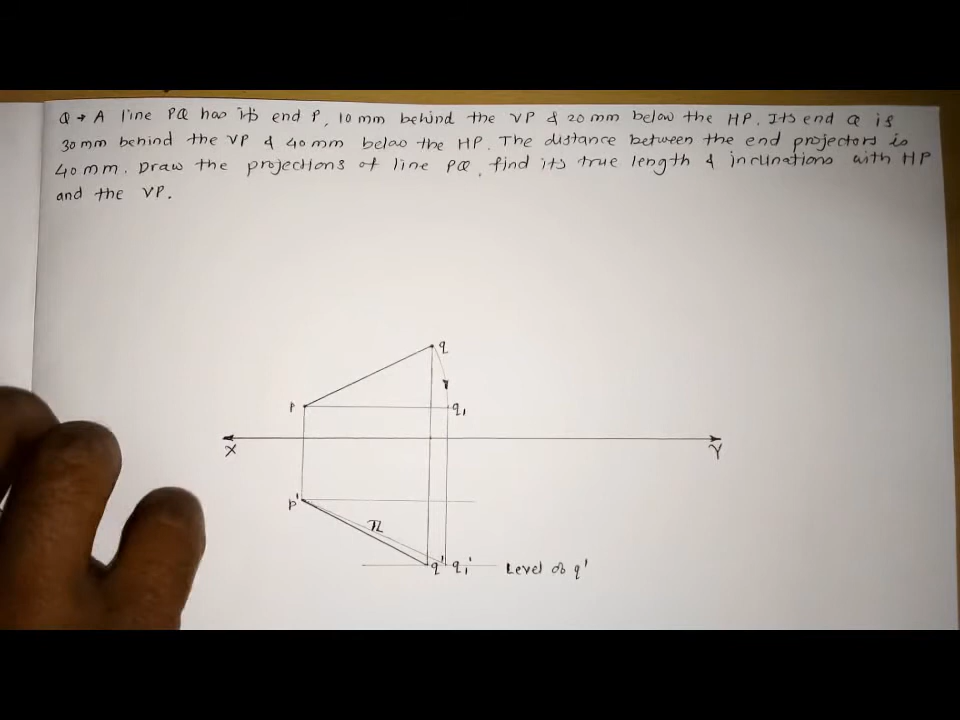 Q → A line PQ has its end P, 10 mm behind the VP & 20 mm below the HP. Its end Q is
30 mm behind the VP & 40 mm below the HP. The distance between the end projectors is
40 mm. Draw the projections of line PQ, find its true length & inclinations with HP
and the VP.
q
P q₁
X Y
p'
TL
q' q₁' Level of q'